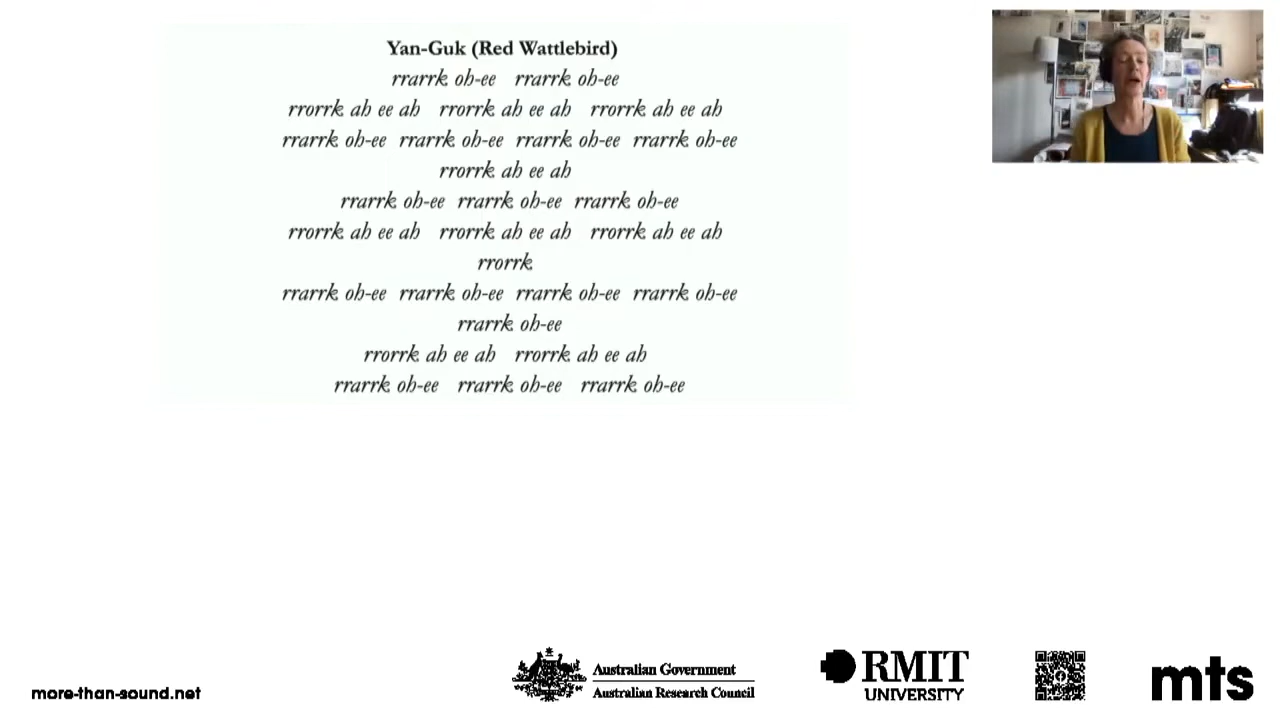 Yan-Guk (Red Wattlebird)
rrarrk oh-ee rrarrk oh-ee
rrorrk ah ee ah rrorrk ah ee ah rrorrk ah ee ah
rrarrk oh-ee rrarrk oh-ee rrarrk oh-ee rrarrk oh-ee
rrorrk ah ee ah
rrarrk oh-ee rrarrk oh-ee rrarrk oh-ee
rrorrk ah ee ah rrorrk ah ee ah rrorrk ah ee ah
rrorrk
rrarrk oh-ee rrarrk oh-ee rrarrk oh-ee rrarrk oh-ee
rrarrk oh-ee
rrorrk ah ee ah rrorrk ah ee ah
rrarrk oh-ee rrarrk oh-ee rrarrk oh-ee
more-than-sound.net
Australian Government
Australian Research Council
RMIT
UNIVERSITY
mts